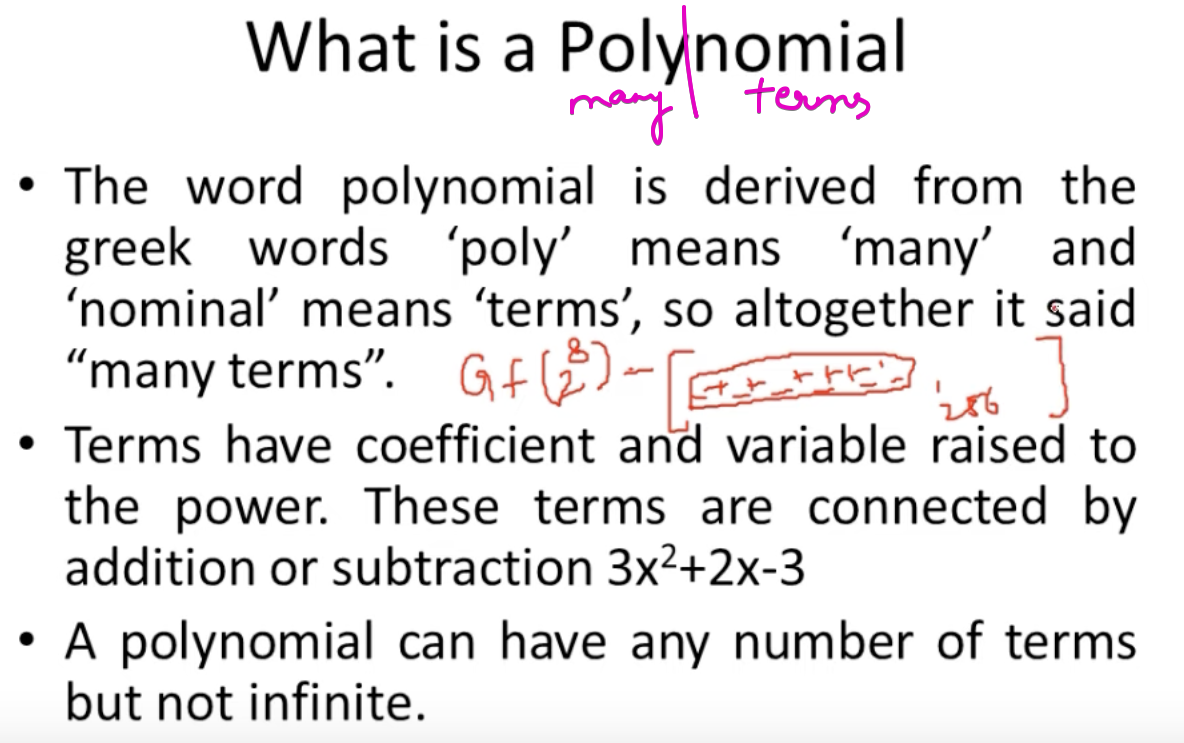 What is a Polynomial
many terms
• The word polynomial is derived from the
greek words ‘poly’ means ‘many’ and
‘nominal’ means ‘terms’, so altogether it said
“many terms”. Gf(2⁸) – [ ' 256 ]
• Terms have coefficient and variable raised to
the power. These terms are connected by
addition or subtraction 3x²+2x-3
• A polynomial can have any number of terms
but not infinite.